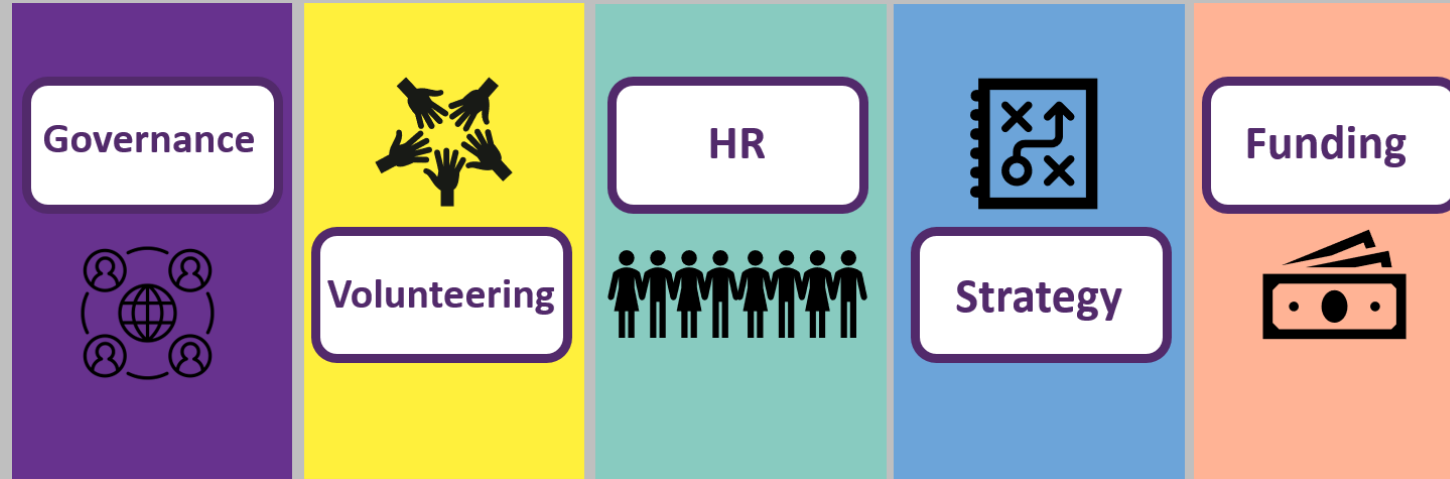 Governance
Volunteering
HR
Strategy
Funding